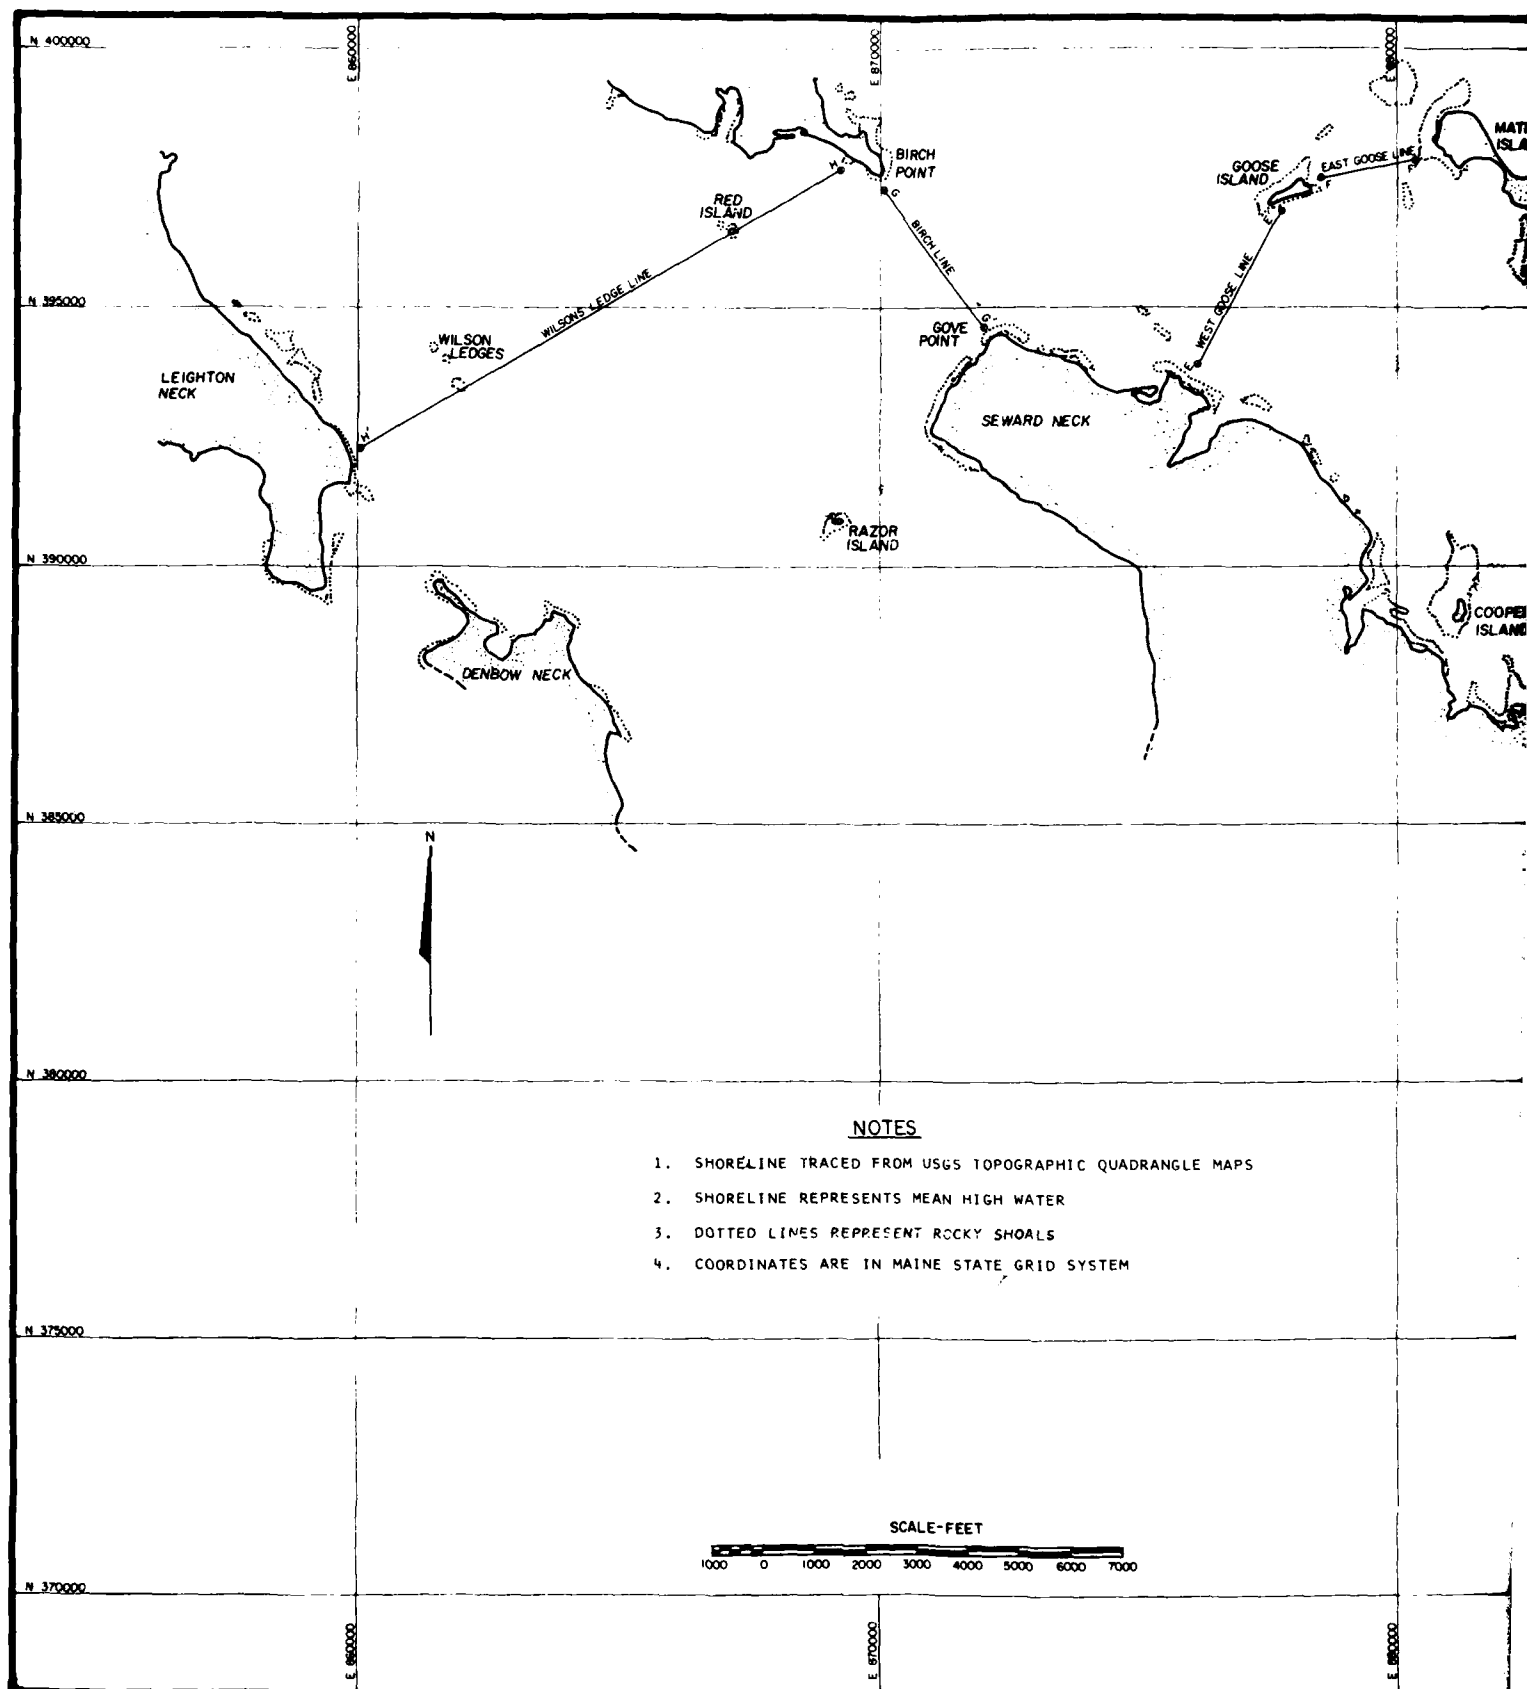 E 860000
E 870000
E 880000
N 400000
BIRCH
POINT
H
G
GOOSE
ISLAND
EAST GOOSE LINE
F
F'
RED
ISLAND
BIRCH LINE
WEST GOOSE LINE
E'
N 395000
WILSONS LEDGE LINE
WILSON
LEDGES
G'
GOVE
POINT
E
LEIGHTON
NECK
SEWARD NECK
H'
RAZOR
ISLAND
N 390000
DENBOW NECK
N 385000
N
N 380000
NOTES
1. SHORELINE TRACED FROM USGS TOPOGRAPHIC QUADRANGLE MAPS
2. SHORELINE REPRESENTS MEAN HIGH WATER
3. DOTTED LINES REPRESENT ROCKY SHOALS
4. COORDINATES ARE IN MAINE STATE GRID SYSTEM
N 375000
SCALE-FEET
1000 0 1000 2000 3000 4000 5000 6000 7000
N 370000
E 860000
E 870000
E 880000